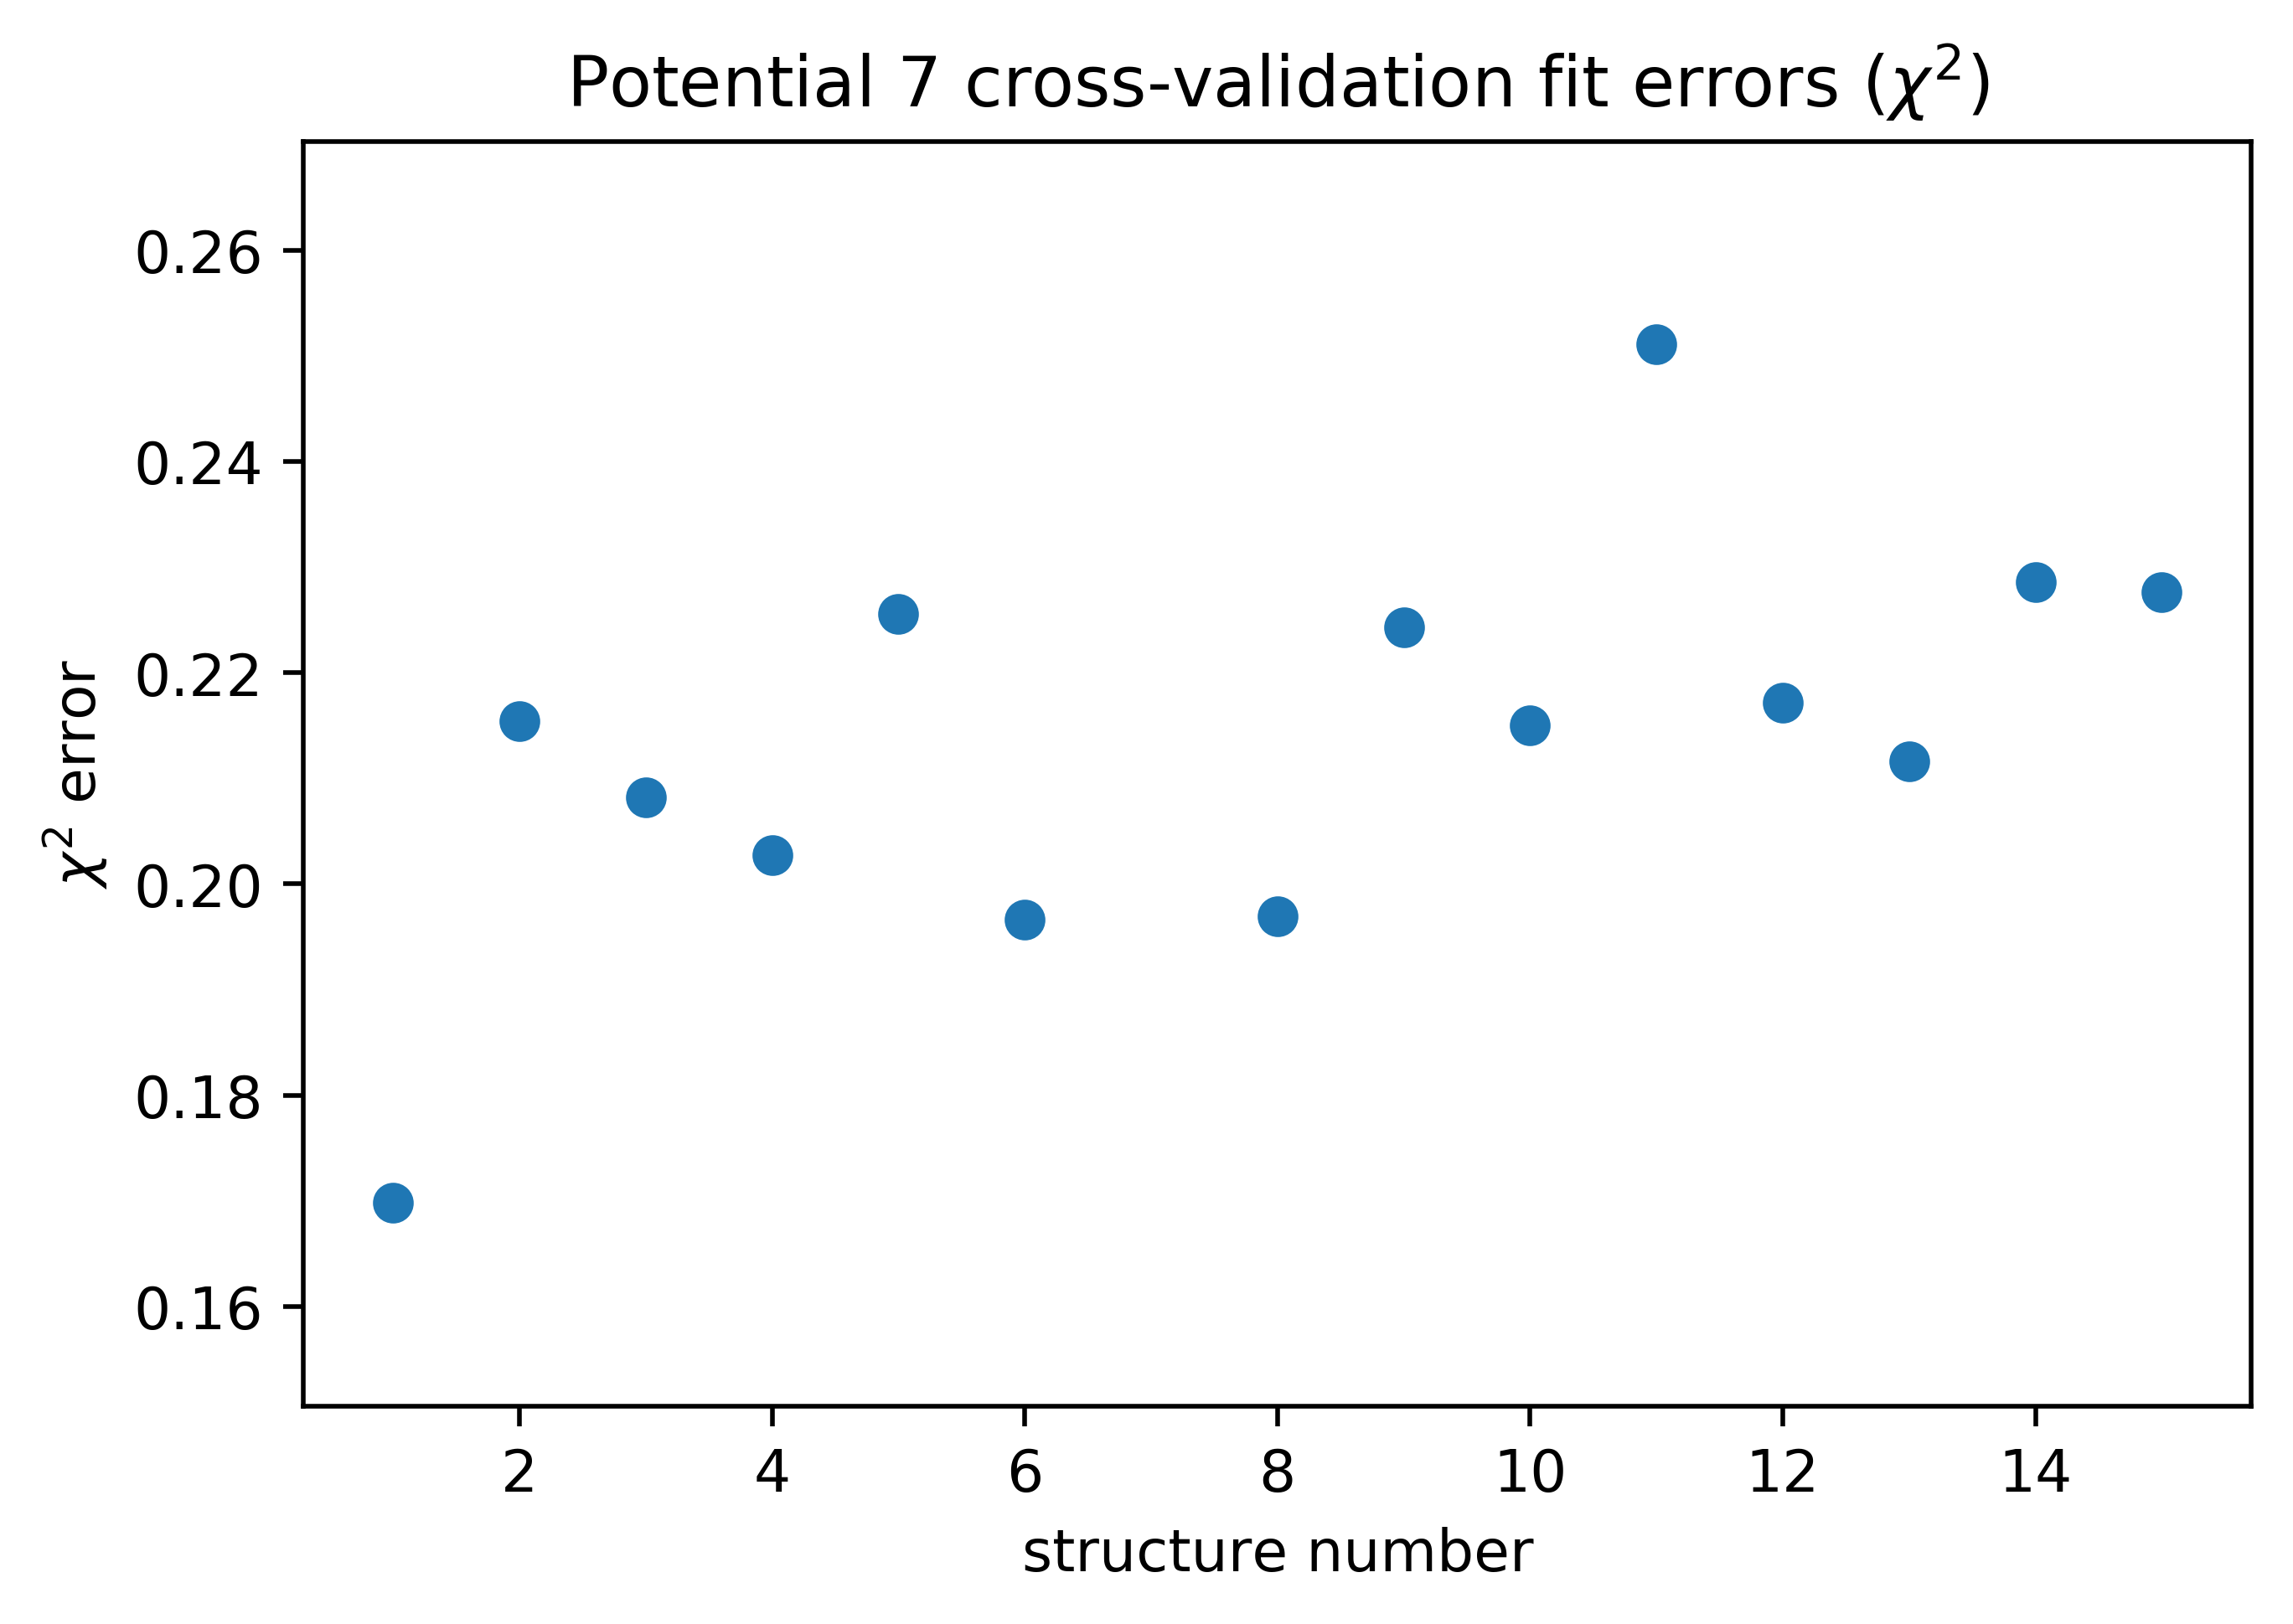 Potential 7 cross-validation fit errors (χ²)
0.26
0.24
0.22
0.20
0.18
0.16
χ² error
2 4 6 8 10 12 14
structure number